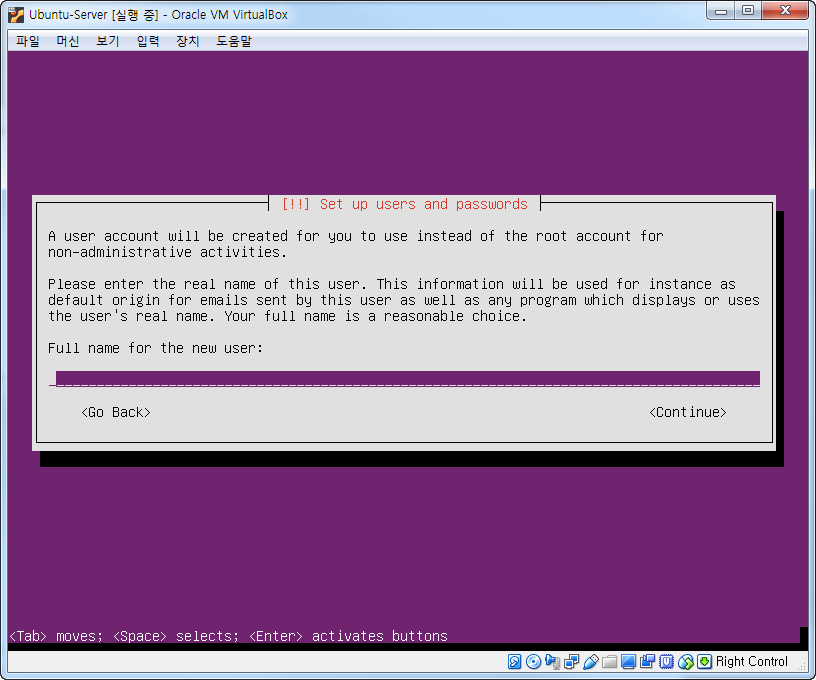 Ubuntu-Server [실행 중] - Oracle VM VirtualBox
파일 머신 보기 입력 장치 도움말
[!!] Set up users and passwords
A user account will be created for you to use instead of the root account for
non-administrative activities.
Please enter the real name of this user. This information will be used for instance as
default origin for emails sent by this user as well as any program which displays or uses
the user's real name. Your full name is a reasonable choice.
Full name for the new user:
<Go Back> <Continue>
<Tab> moves; <Space> selects; <Enter> activates buttons
Right Control